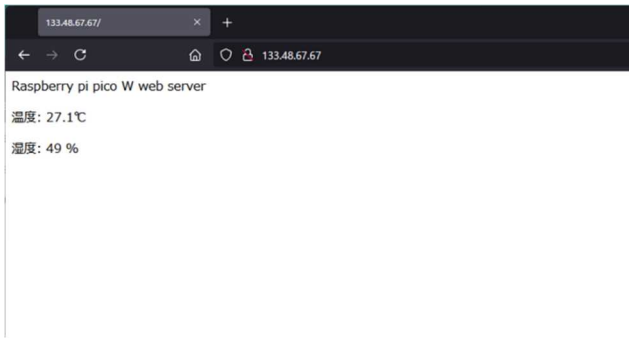 133.48.67.67/
133.48.67.67
Raspberry pi pico W web server
温度: 27.1℃
湿度: 49 %